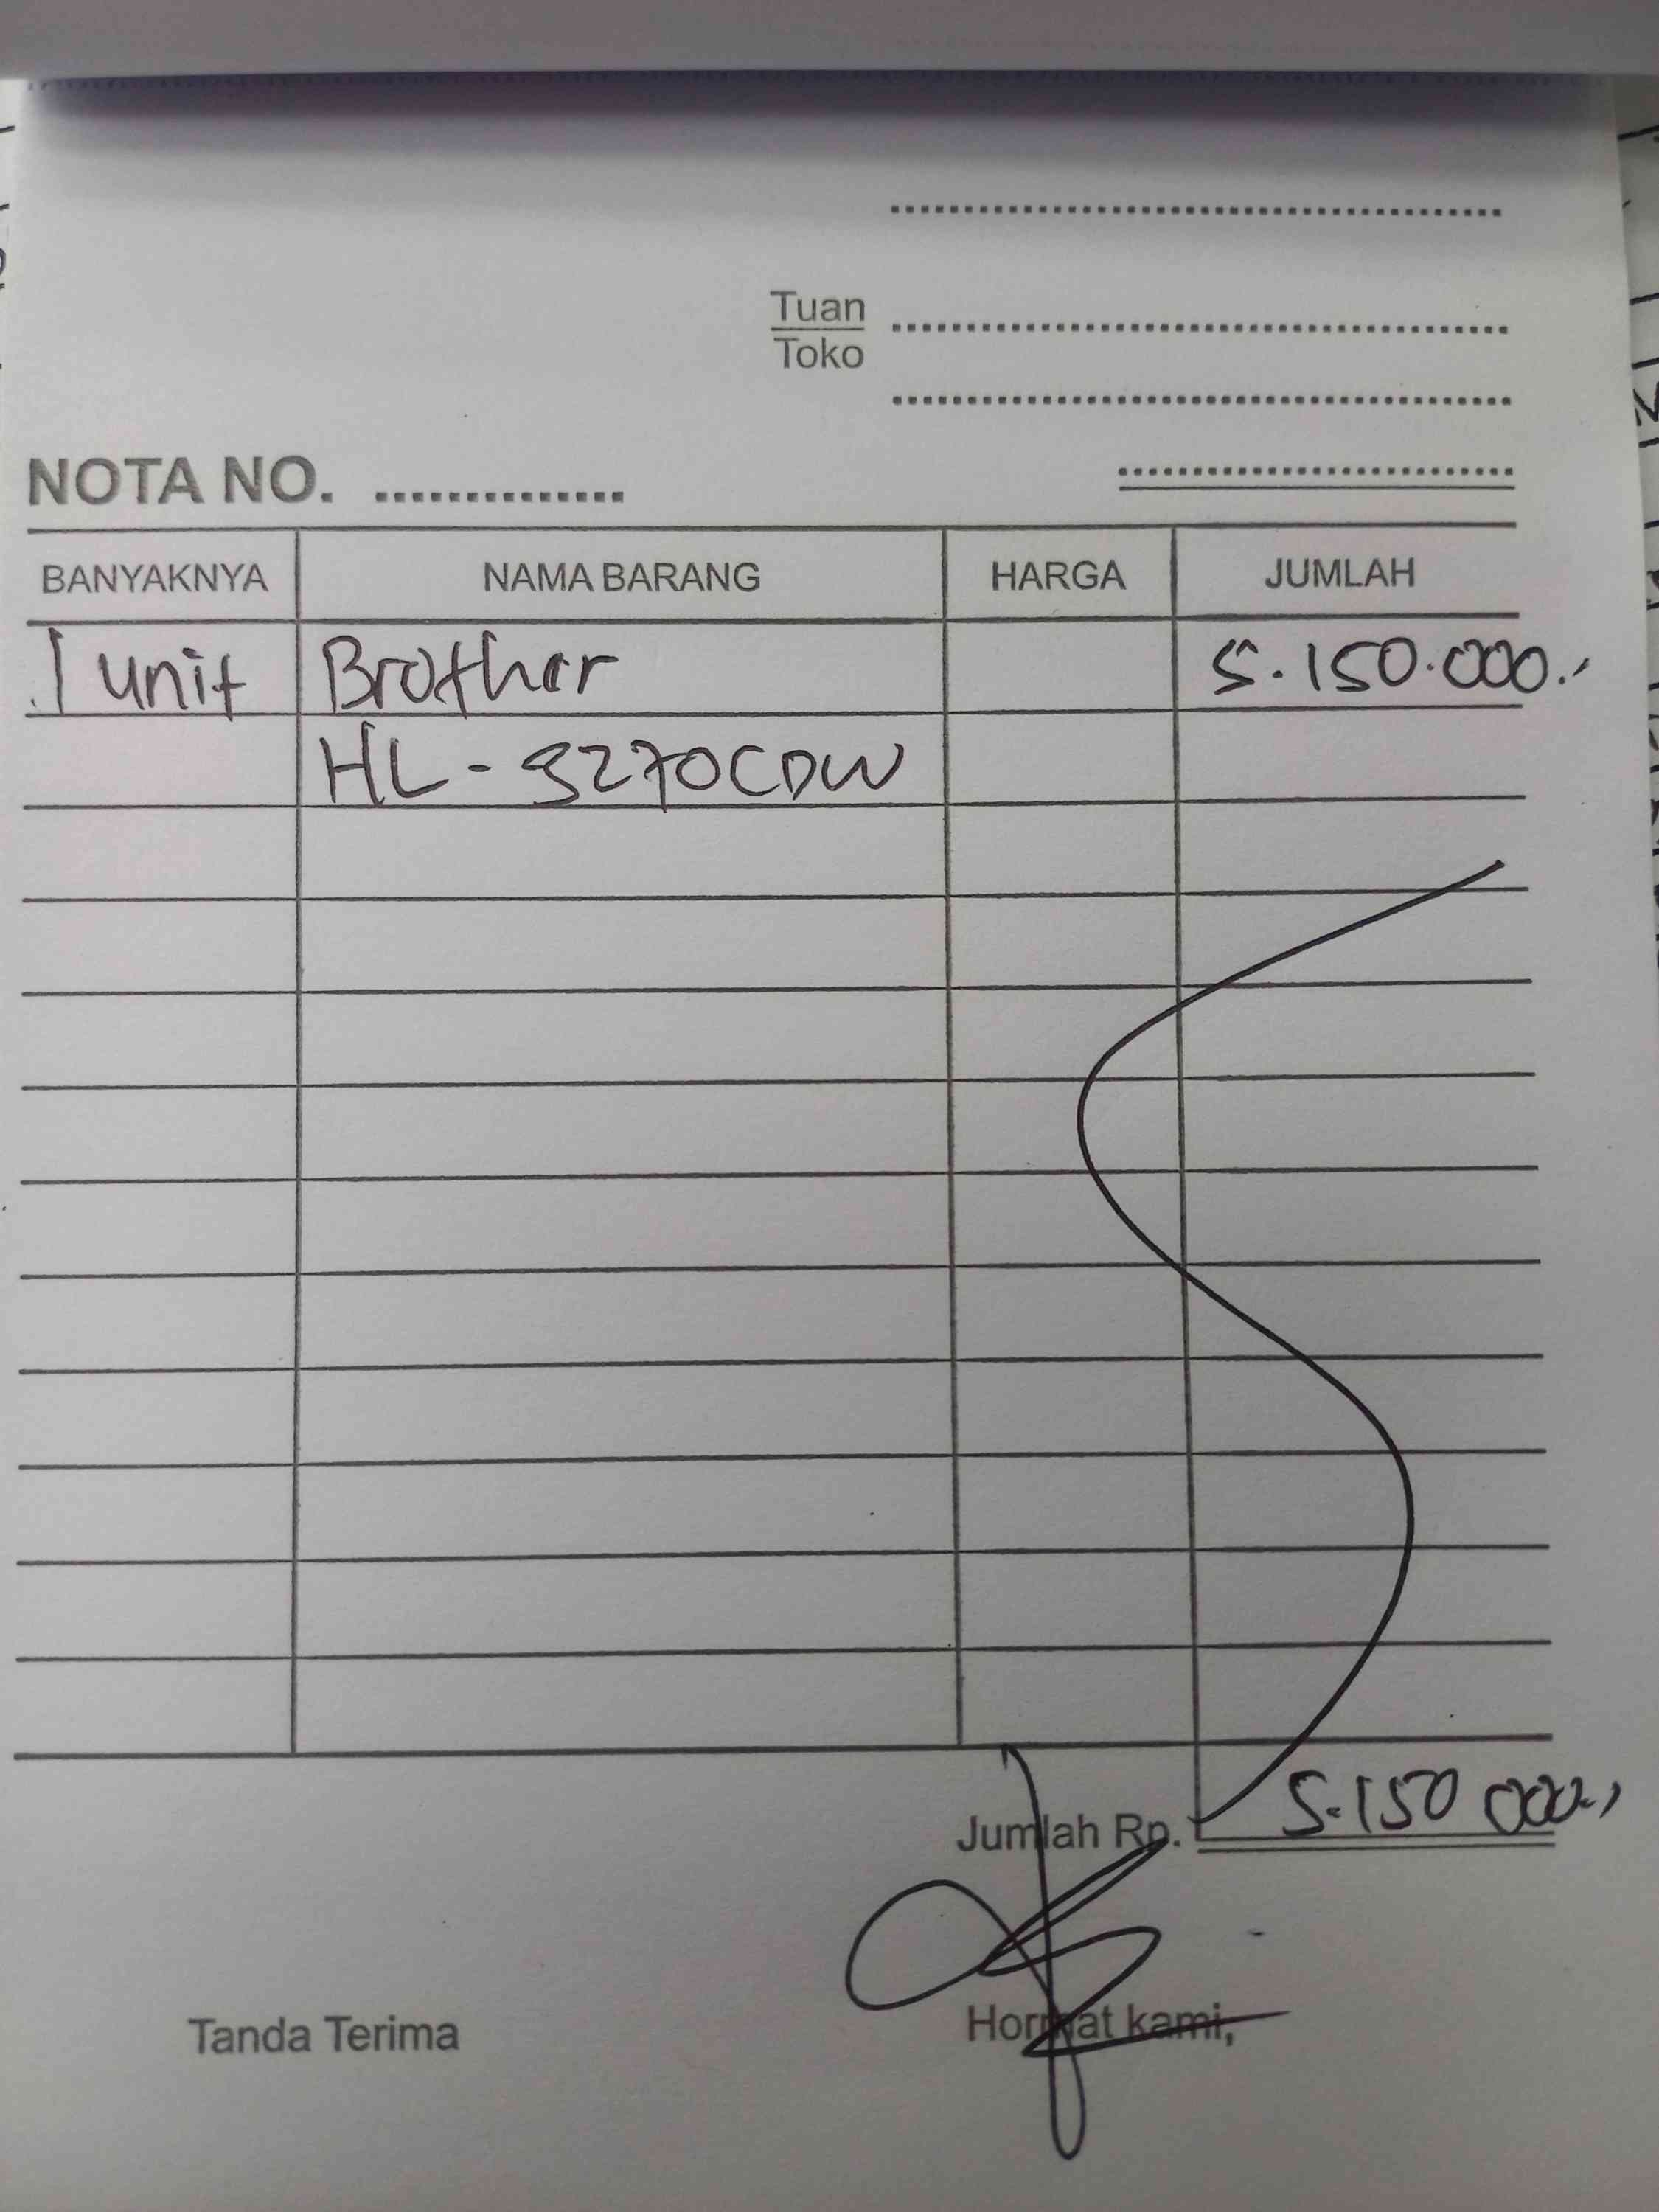 Tuan
Toko
NOTA NO. ..............
BANYAKNYA NAMA BARANG HARGA JUMLAH
1 unit Brother 5.150.000.,
HL-3270CDW
Jumlah Rp. 5.150 000.,
Tanda Terima Hormat kami,